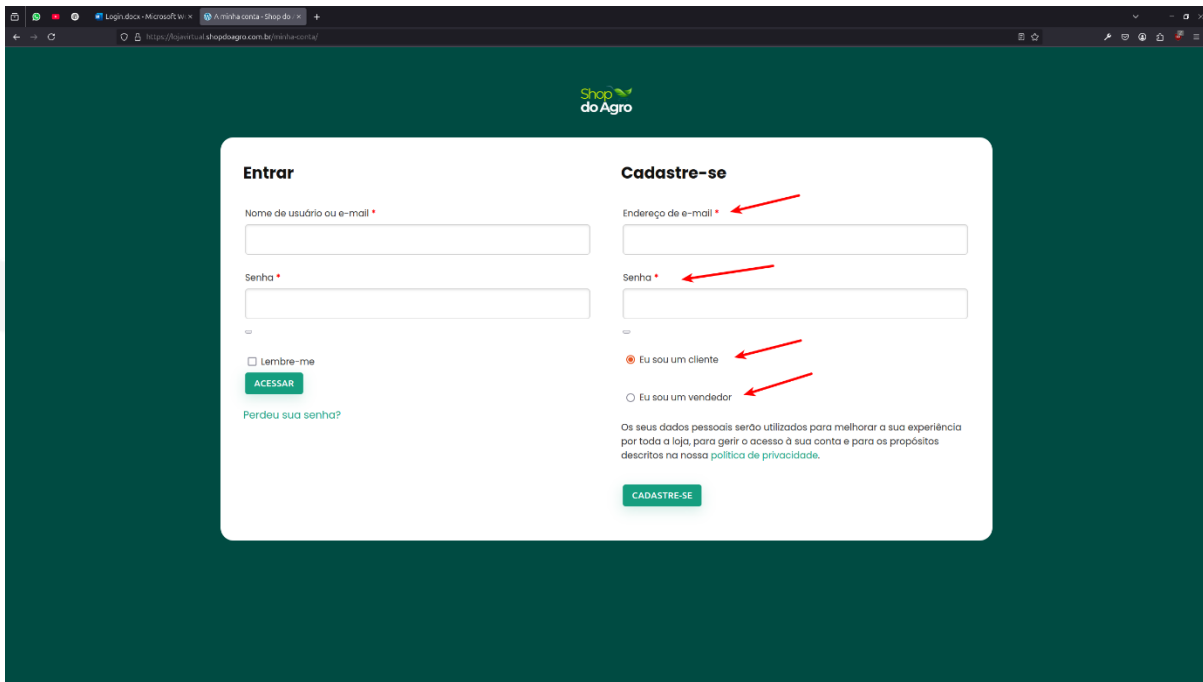 Login.docx - Microsoft W
A minha conta - Shop do
https://lojavirtual.shopdoagro.com.br/minha-conta/
Shop
do Agro
Entrar
Nome de usuário ou e-mail *
Senha *
Lembre-me
ACESSAR
Perdeu sua senha?
Cadastre-se
Endereço de e-mail *
Senha *
Eu sou um cliente
Eu sou um vendedor
Os seus dados pessoais serão utilizados para melhorar a sua experiência
por toda a loja, para gerir o acesso à sua conta e para os propósitos
descritos na nossa política de privacidade.
CADASTRE-SE